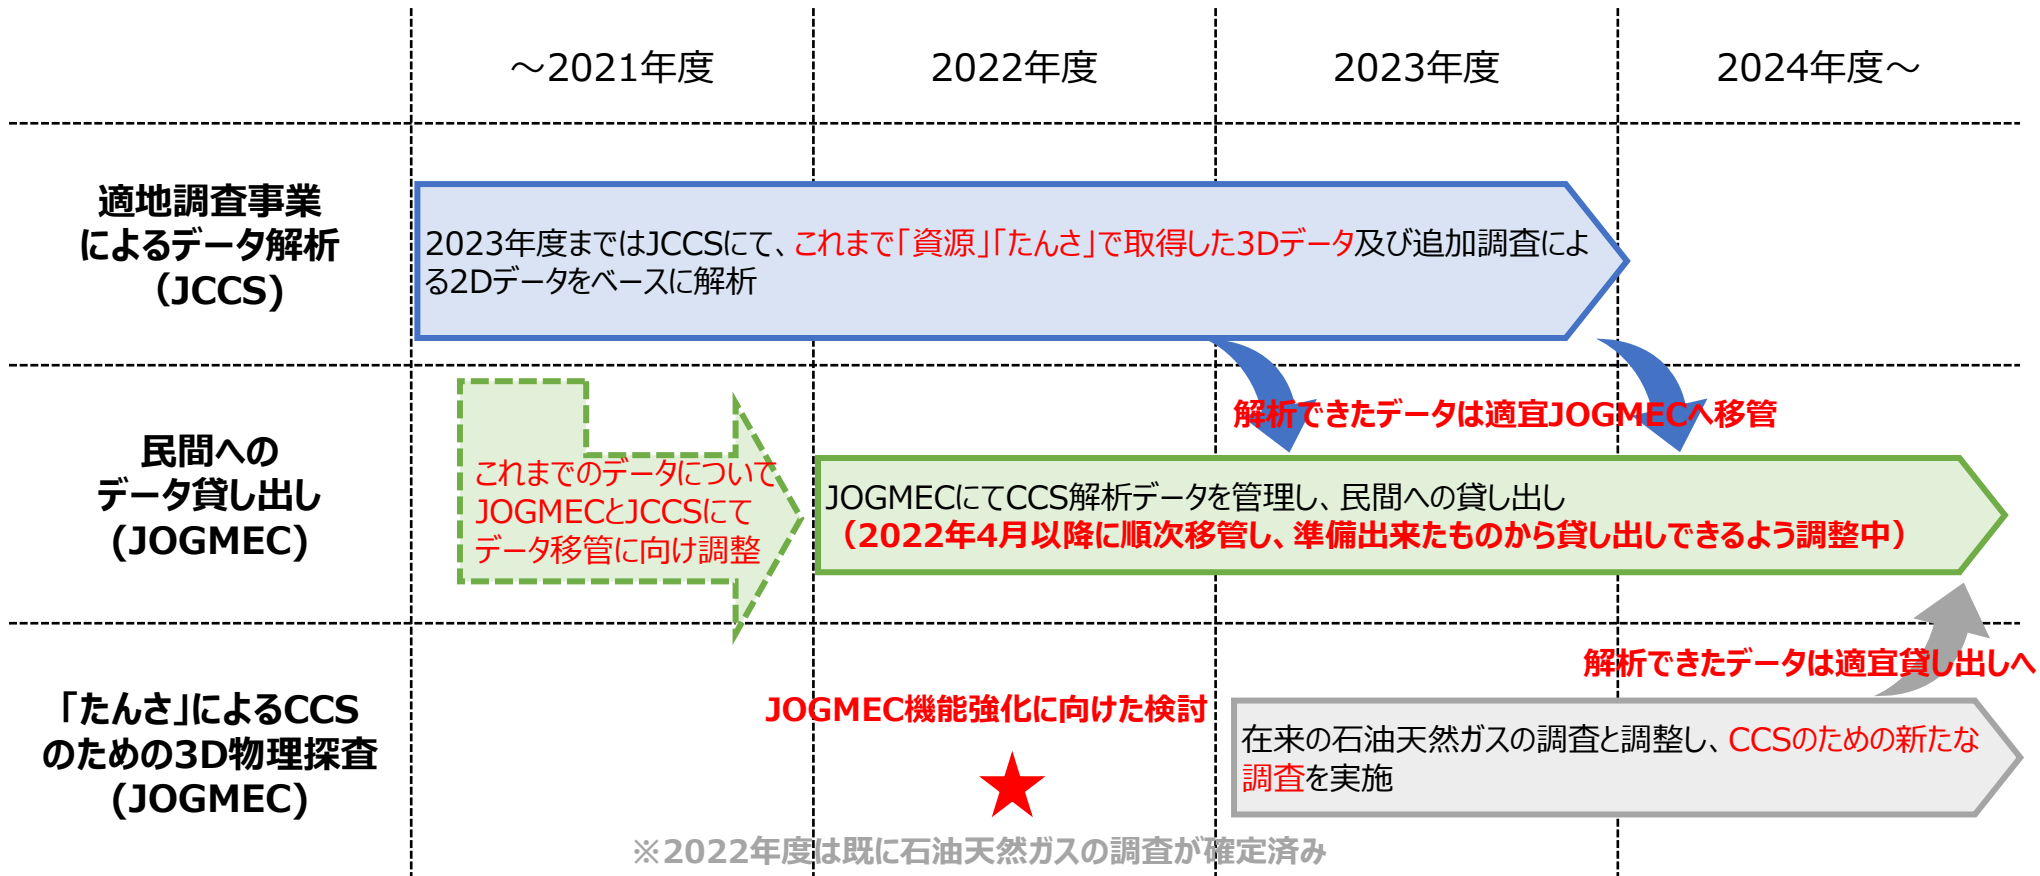 ～2021年度
2022年度
2023年度
2024年度～
適地調査事業
によるデータ解析
（JCCS）
2023年度まではJCCSにて、これまで「資源」「たんさ」で取得した3Dデータ及び追加調査によ
る2Dデータをベースに解析
解析できたデータは適宜JOGMECへ移管
民間への
データ貸し出し
(JOGMEC)
これまでのデータについて
JOGMECとJCCSにて
データ移管に向け調整
JOGMECにてCCS解析データを管理し、民間への貸し出し
（2022年4月以降に順次移管し、準備出来たものから貸し出しできるよう調整中）
解析できたデータは適宜貸し出しへ
「たんさ」によるCCS
のための3D物理探査
(JOGMEC)
JOGMEC機能強化に向けた検討
在来の石油天然ガスの調査と調整し、CCSのための新たな
調査を実施
※2022年度は既に石油天然ガスの調査が確定済み